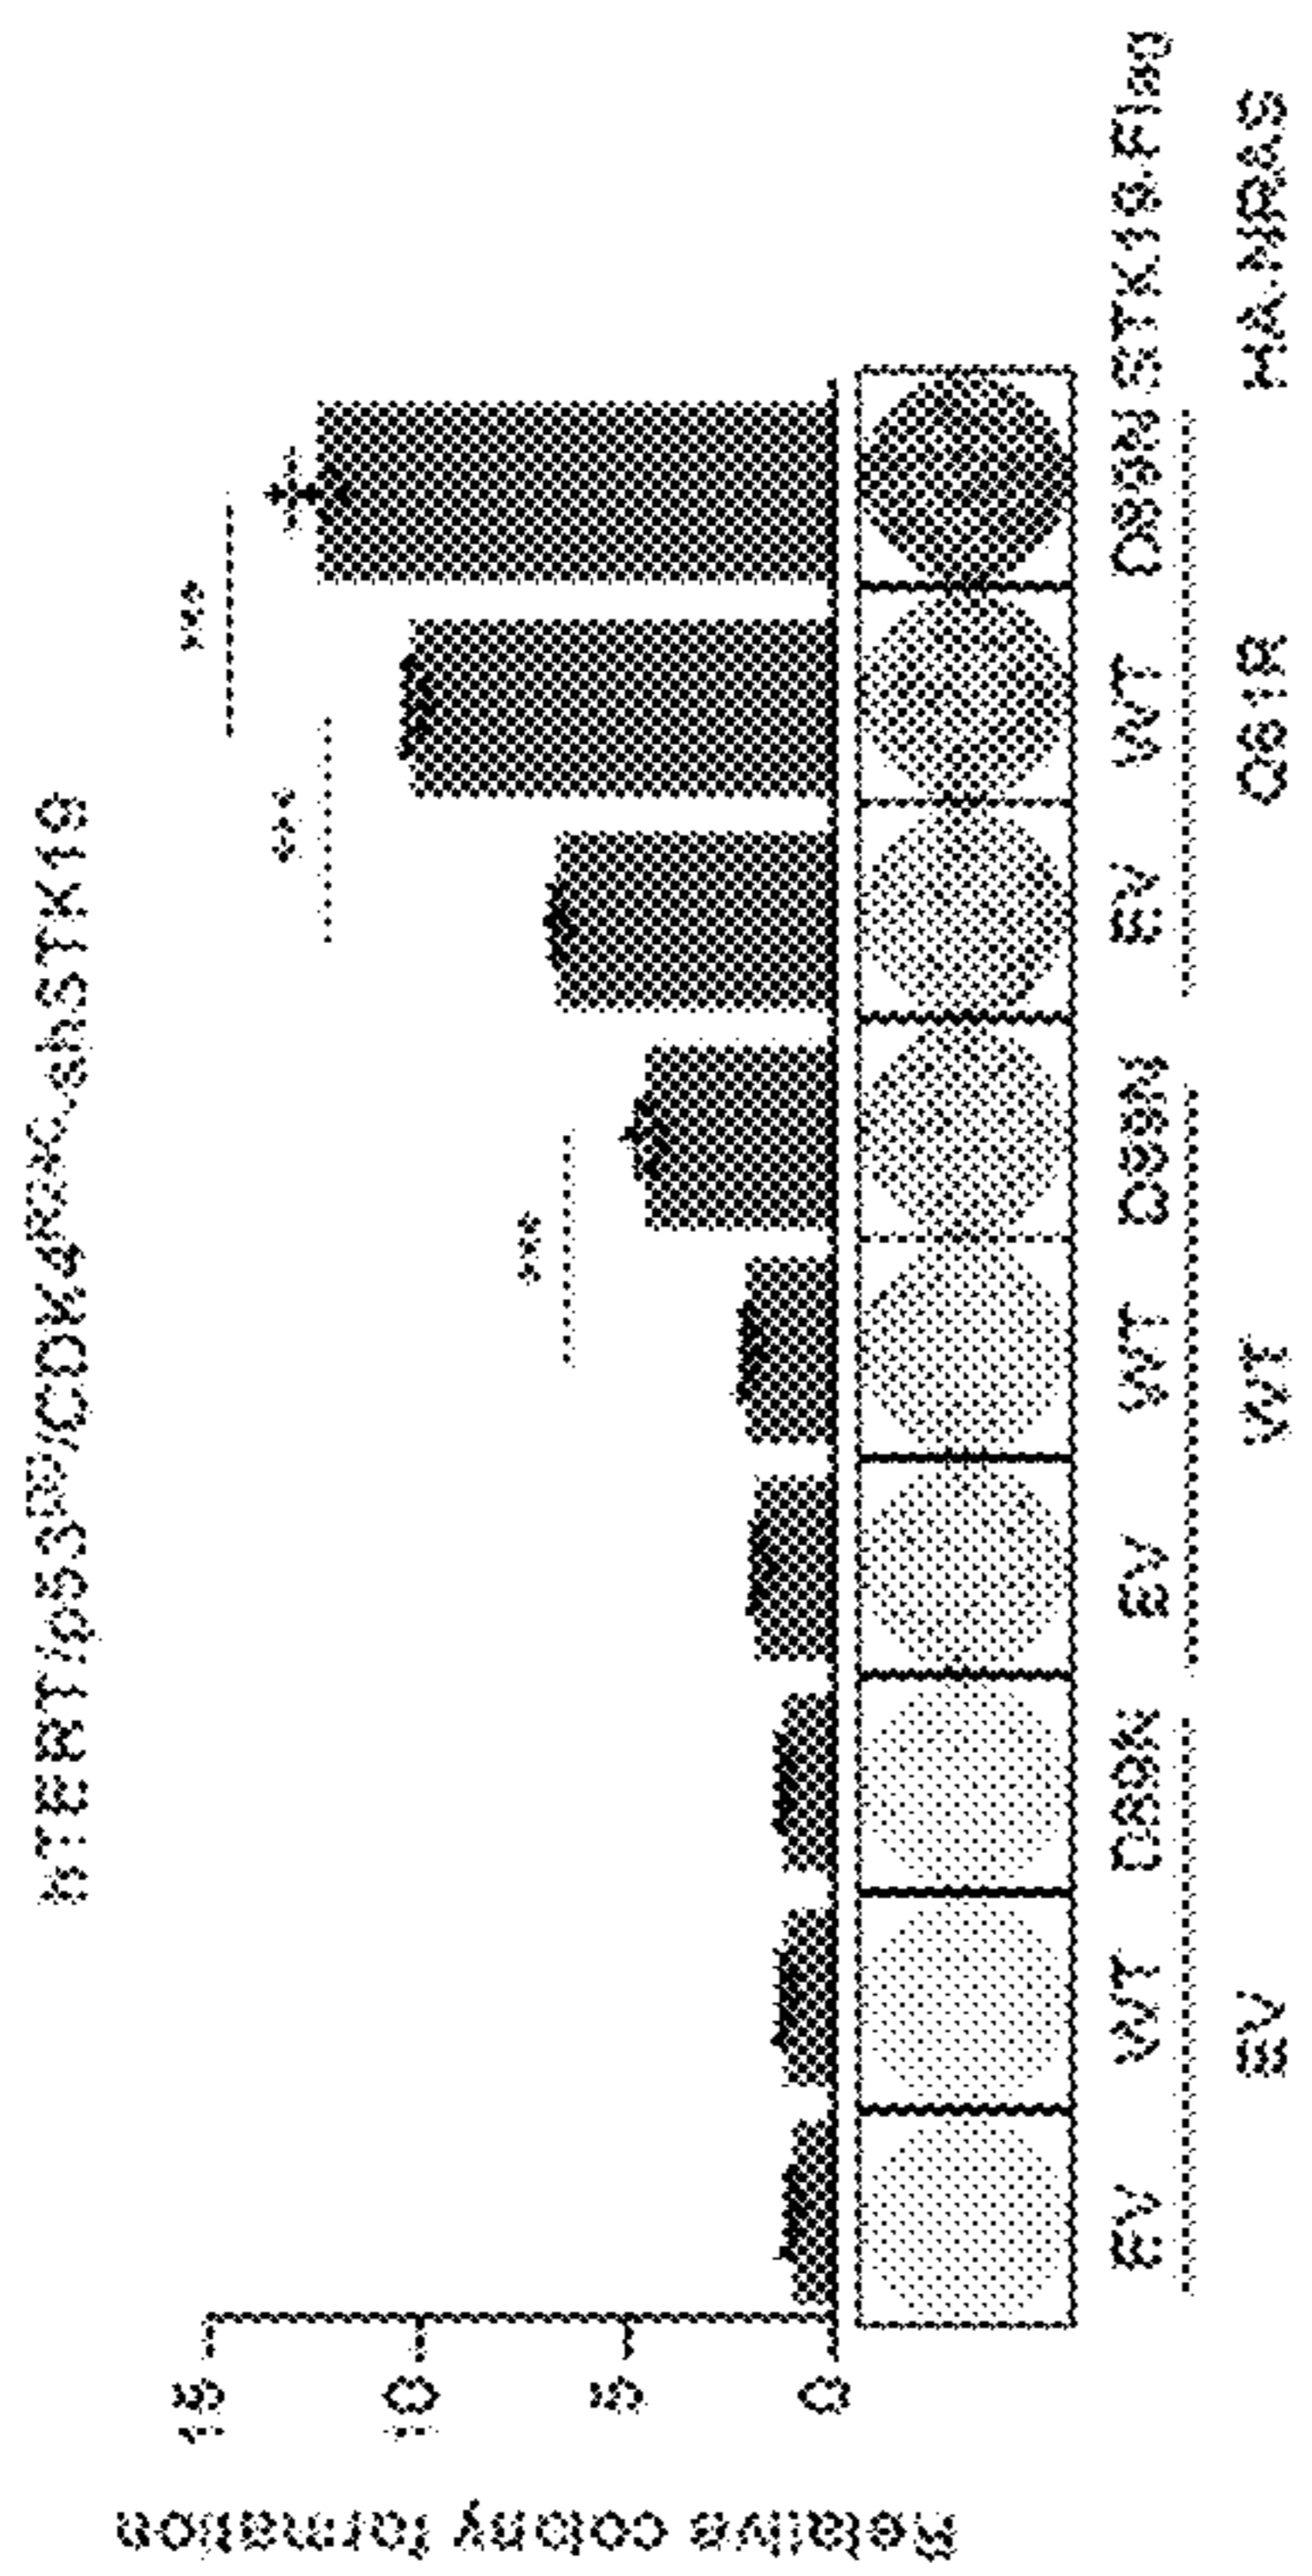 hTERT/p53DD/CDK4R24C-shSTK19
Relative colony formation
15
10
5
0
***
***
***
EV WT D89N EV WT D89N EV WT D89N STK19-Flag
EV WT Q61R HA-NRAS